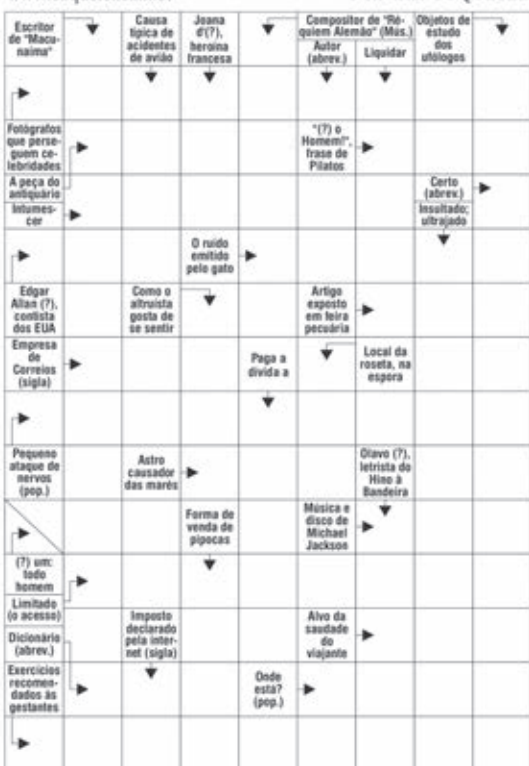 Escritor
de "Macu-
naíma"
Causa
típica de
acidentes
de avião
Joana
d'(?),
heroína
francesa
Compositor de "Ré-
quiem Alemão" (Mús.)
Autor
(abrev.)
Liquidar
Objetos de
estudo
dos
ufólogos
Fotógrafos
que perse-
guem ce-
lebridades
"(?) o
Homem!",
frase de
Pilatos
A peça do
antiquário
Intumes-
cer
Certo
(abrev.)
Insultado;
ultrajado
O ruído
emitido
pelo gato
Edgar
Allan (?),
contista
dos EUA
Como o
altruísta
gosta de
se sentir
Artigo
exposto
em feira
pecuária
Empresa
de
Correios
(sigla)
Paga a
dívida a
Local da
roseta, na
espora
Pequeno
ataque de
nervos
(pop.)
Astro
causador
das marés
Olavo (?),
letrista do
Hino à
Bandeira
Forma de
venda de
pipocas
Música e
disco de
Michael
Jackson
(?) um:
todo
homem
Limitado
(o acesso)
Dicionário
(abrev.)
Imposto
declarado
pela inter-
net (sigla)
Alvo da
saudade
do
viajante
Exercícios
recomen-
dados às
gestantes
Onde
está?
(pop.)